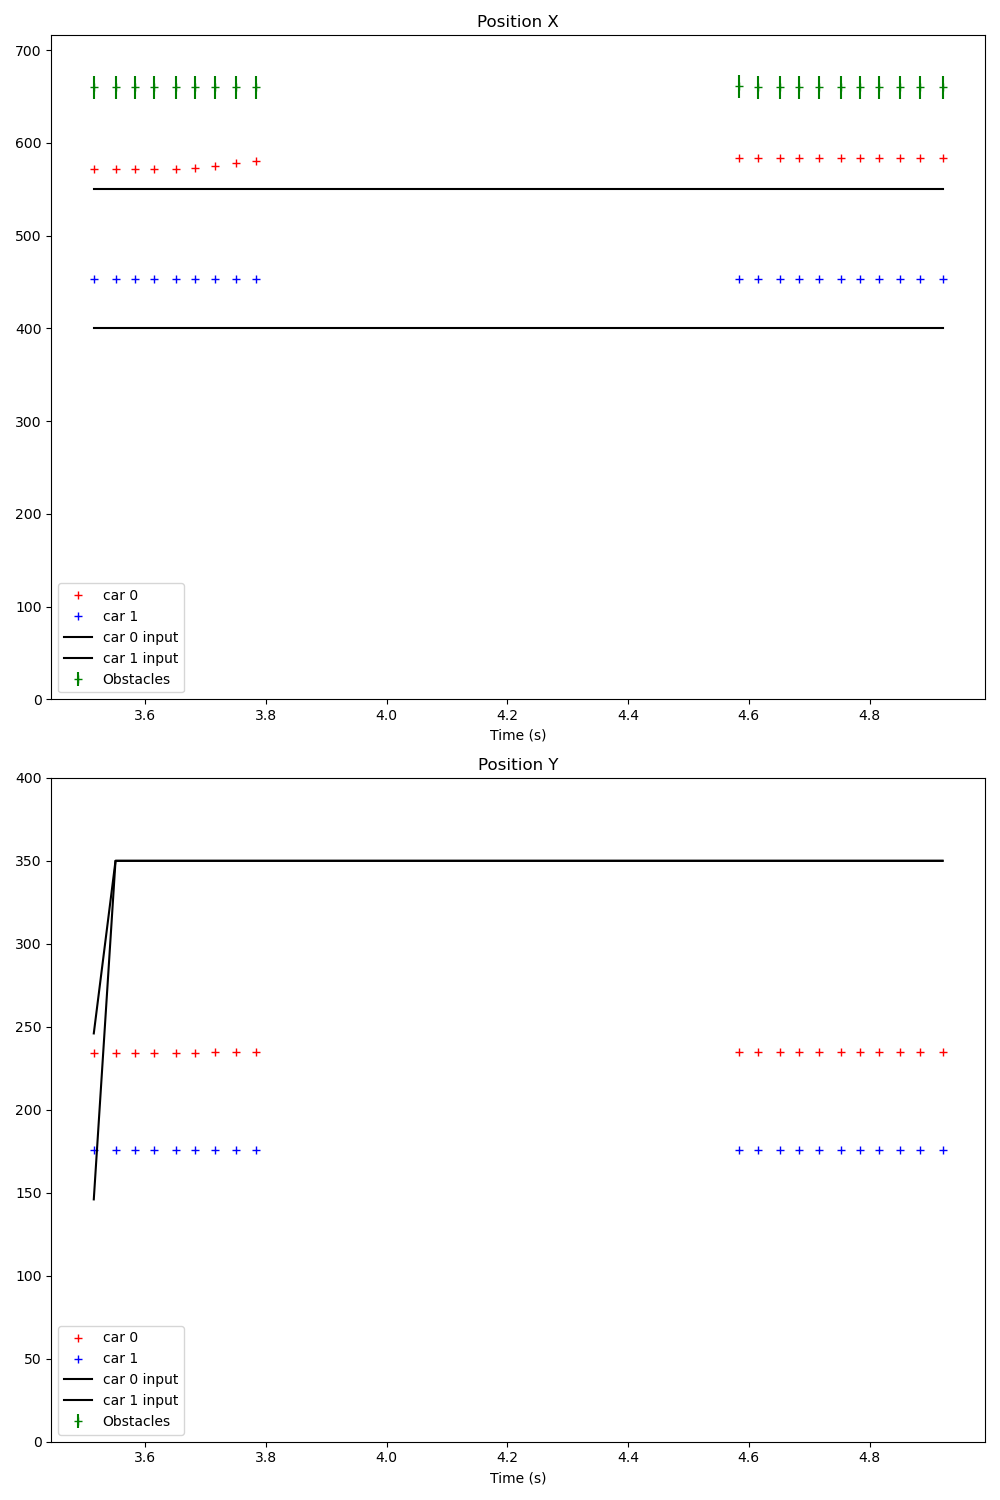 Position X
700
600
500
400
300
200
100
0
car 0
car 1
car 0 input
car 1 input
Obstacles
3.6 3.8 4.0 4.2 4.4 4.6 4.8
Time (s)
Position Y
400
350
300
250
200
150
100
50
0
car 0
car 1
car 0 input
car 1 input
Obstacles
3.6 3.8 4.0 4.2 4.4 4.6 4.8
Time (s)